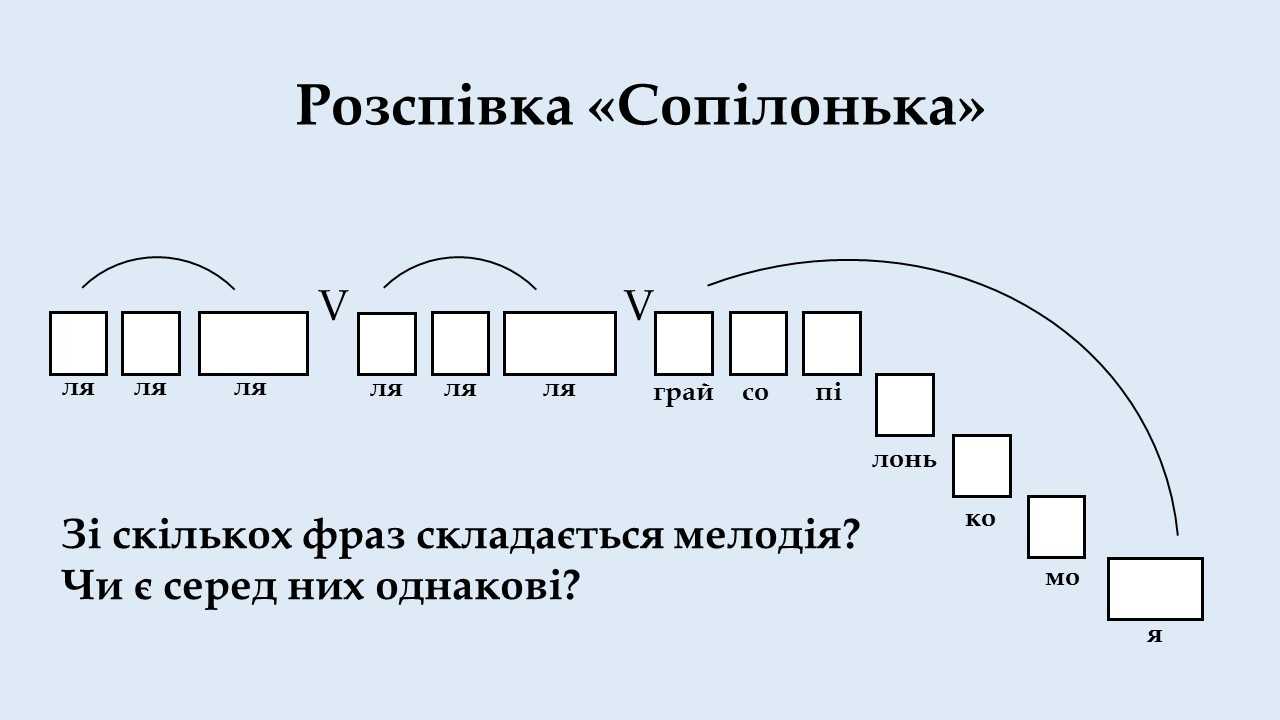 Розспівка «Сопілонька»
V V
ля ля ля ля ля ля грай со пі
лонь
ко
мо
я
Зі скількох фраз складається мелодія?
Чи є серед них однакові?